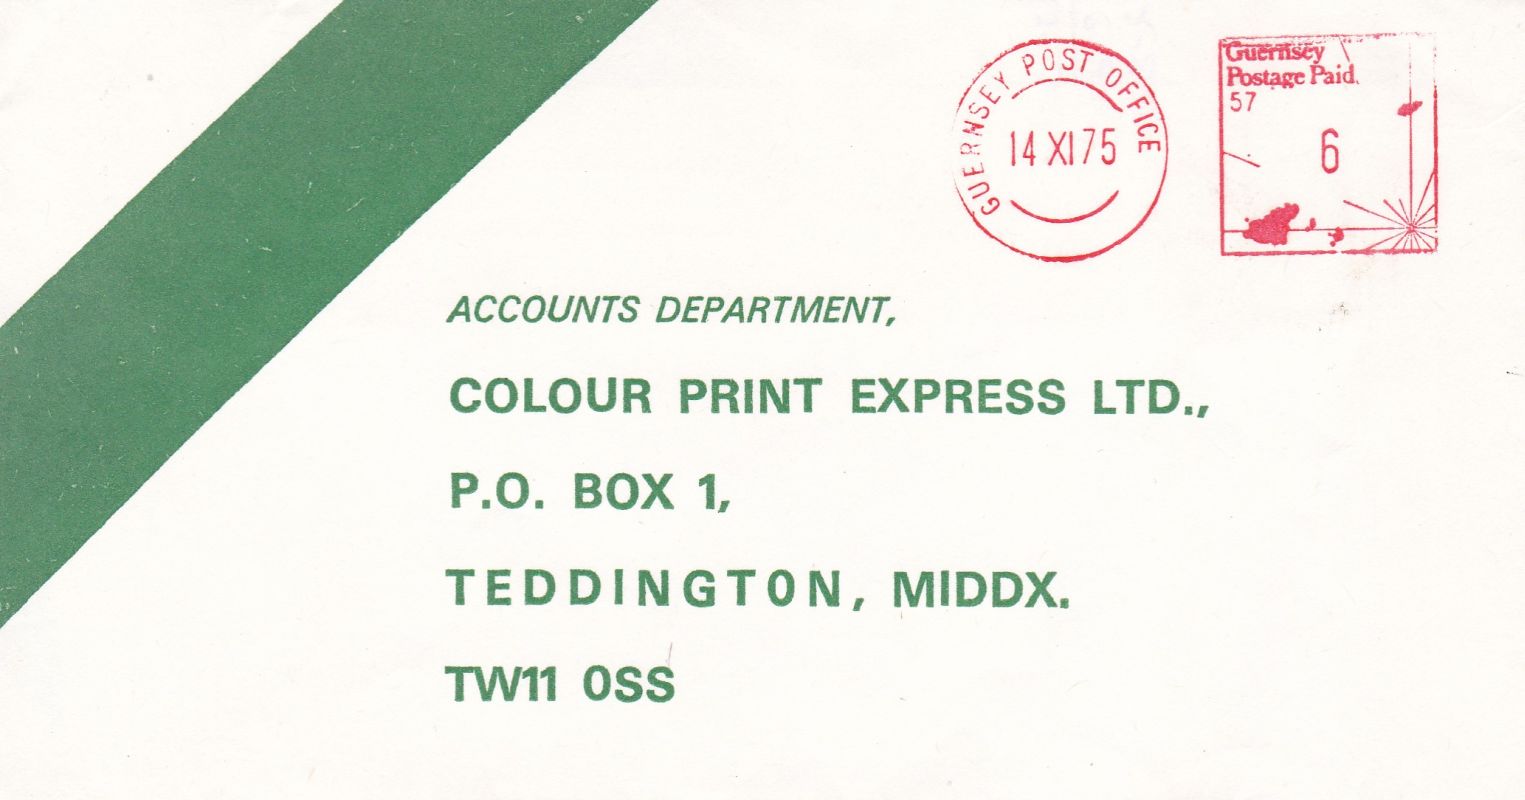 GUERNSEY POST OFFICE
14 XI 75
Guernsey
Postage Paid
57
6
ACCOUNTS DEPARTMENT,
COLOUR PRINT EXPRESS LTD.,
P.O. BOX 1,
TEDDINGTON, MIDDX.
TW11 0SS